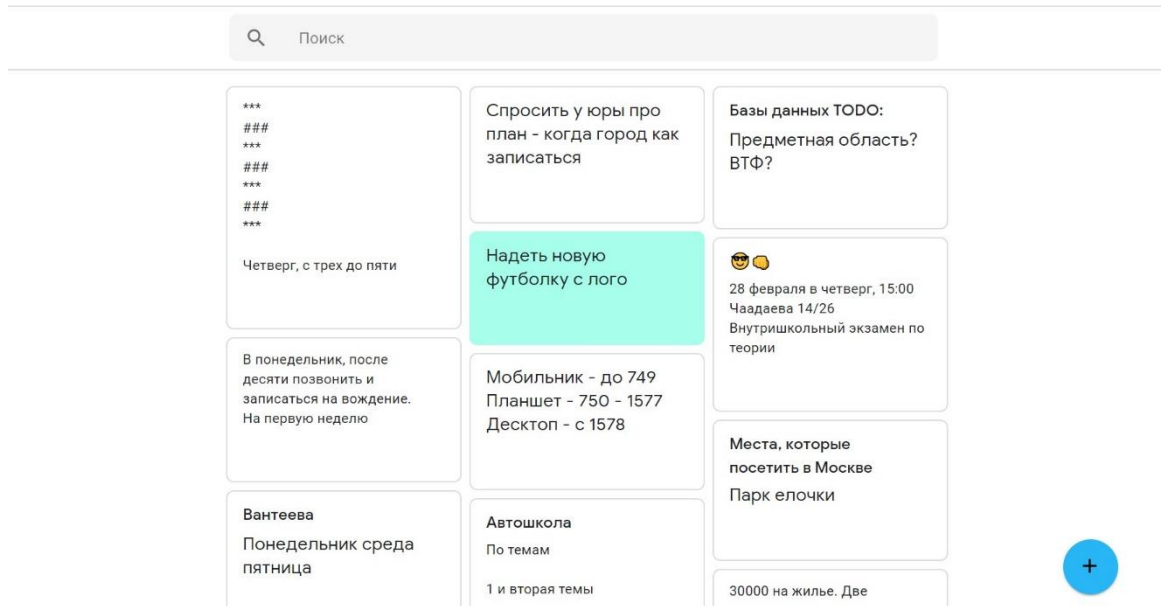 Поиск
***
###
***
###
***
###
***
Четверг, с трех до пяти
В понедельник, после
десяти позвонить и
записаться на вождение.
На первую неделю
Вантеева
Понедельник среда
пятница
Спросить у юры про
план - когда город как
записаться
Надеть новую
футболку с лого
Мобильник - до 749
Планшет - 750 - 1577
Десктоп - с 1578
Автошкола
По темам
1 и вторая темы
Базы данных TODO:
Предметная область?
ВТФ?
28 февраля в четверг, 15:00
Чаадаева 14/26
Внутришкольный экзамен по
теории
Места, которые
посетить в Москве
Парк елочки
30000 на жилье. Две
+